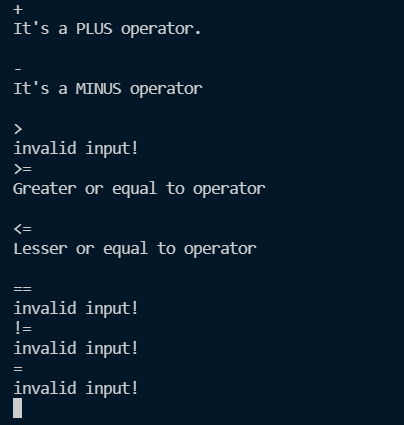 +
It's a PLUS operator.
-
It's a MINUS operator
>
invalid input!
>=
Greater or equal to operator
<=
Lesser or equal to operator
==
invalid input!
!=
invalid input!
=
invalid input!